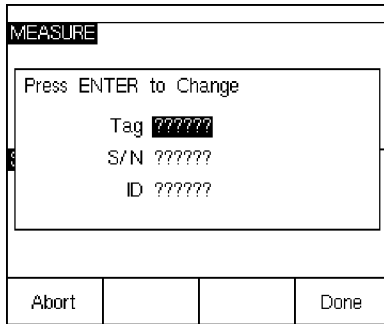 MEASURE
Press ENTER to Change
Tag ??????
S/N ??????
ID ??????
Abort Done